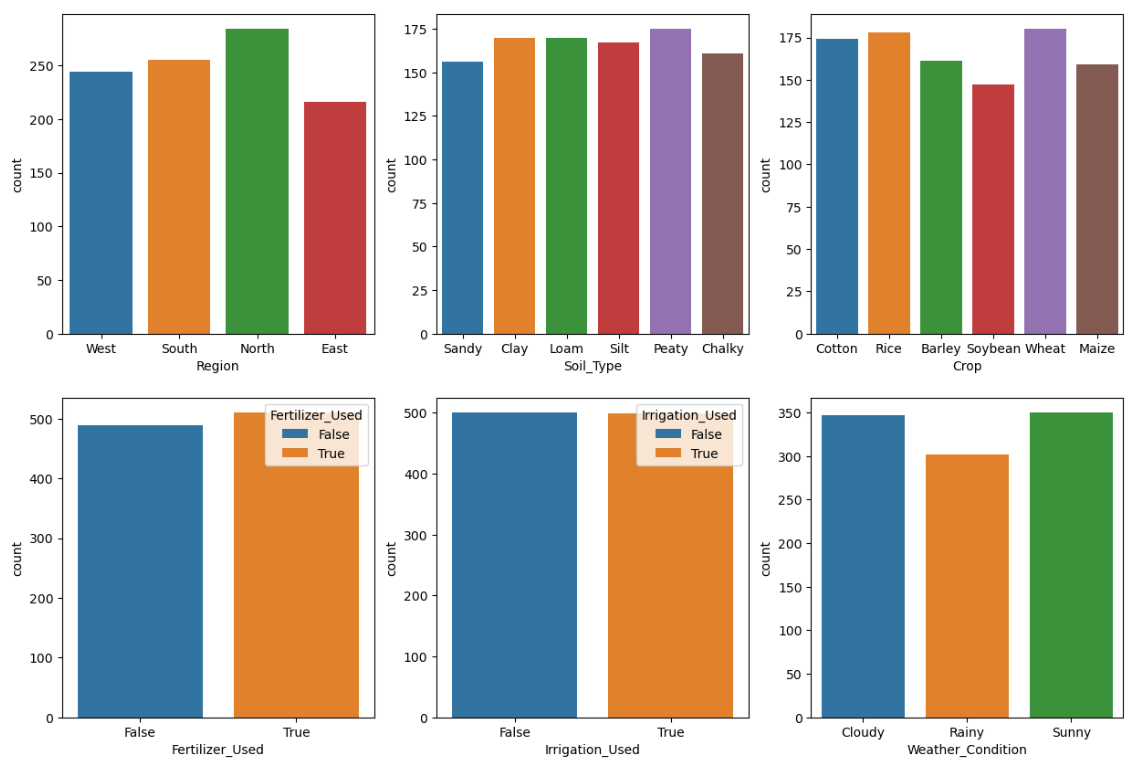 count
250
200
150
100
50
0
West South North East
Region
count
175
150
125
100
75
50
25
0
Sandy Clay Loam Silt Peaty Chalky
Soil_Type
count
175
150
125
100
75
50
25
0
Cotton Rice Barley Soybean Wheat Maize
Crop
count
500
400
300
200
100
0
Fertilizer_Used
False
True
False True
Fertilizer_Used
count
500
400
300
200
100
0
Irrigation_Used
False
True
False True
Irrigation_Used
count
350
300
250
200
150
100
50
0
Cloudy Rainy Sunny
Weather_Condition